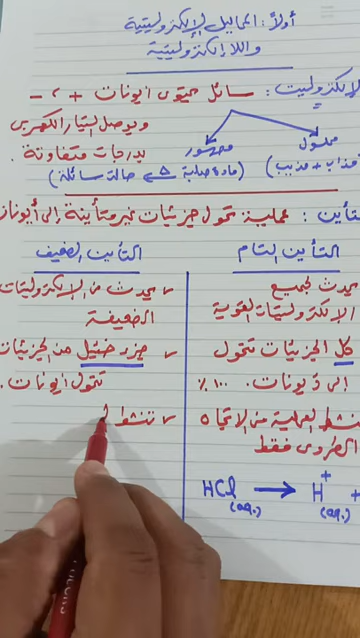 أولاً: المحاليل الإلكتروليتية
واللاإلكتروليتية
الإلكتروليت: سائل يحتوي أيونات + ، -
ويوصل التيار الكهربي
بدرجات متفاوتة.
محلول
(مذاب + مذيب)
مصهور
(مادة صلبة في حالة سائلة)
التأين: عملية تحول جزيئات غير متأينة إلى أيونات
التأين التام
يحدث لجميع
الإلكتروليتات القوية
كل الجزيئات تتحول
إلى أيونات. ١٠٠ %
تنشط العملية من الاتجاه
الطردي فقط
HCl (aq.) → H+ (aq.) +
التأين الضعيف
يحدث من الإلكتروليتات
الضعيفة
جزء ضئيل من الجزيئات
تتحول أيونات.
تنشط